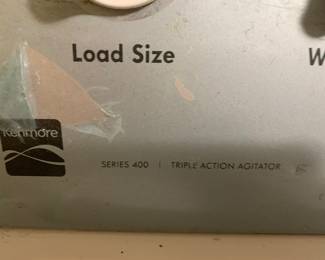 Load Size
W
Kenmore
SERIES 400 | TRIPLE ACTION AGITATOR